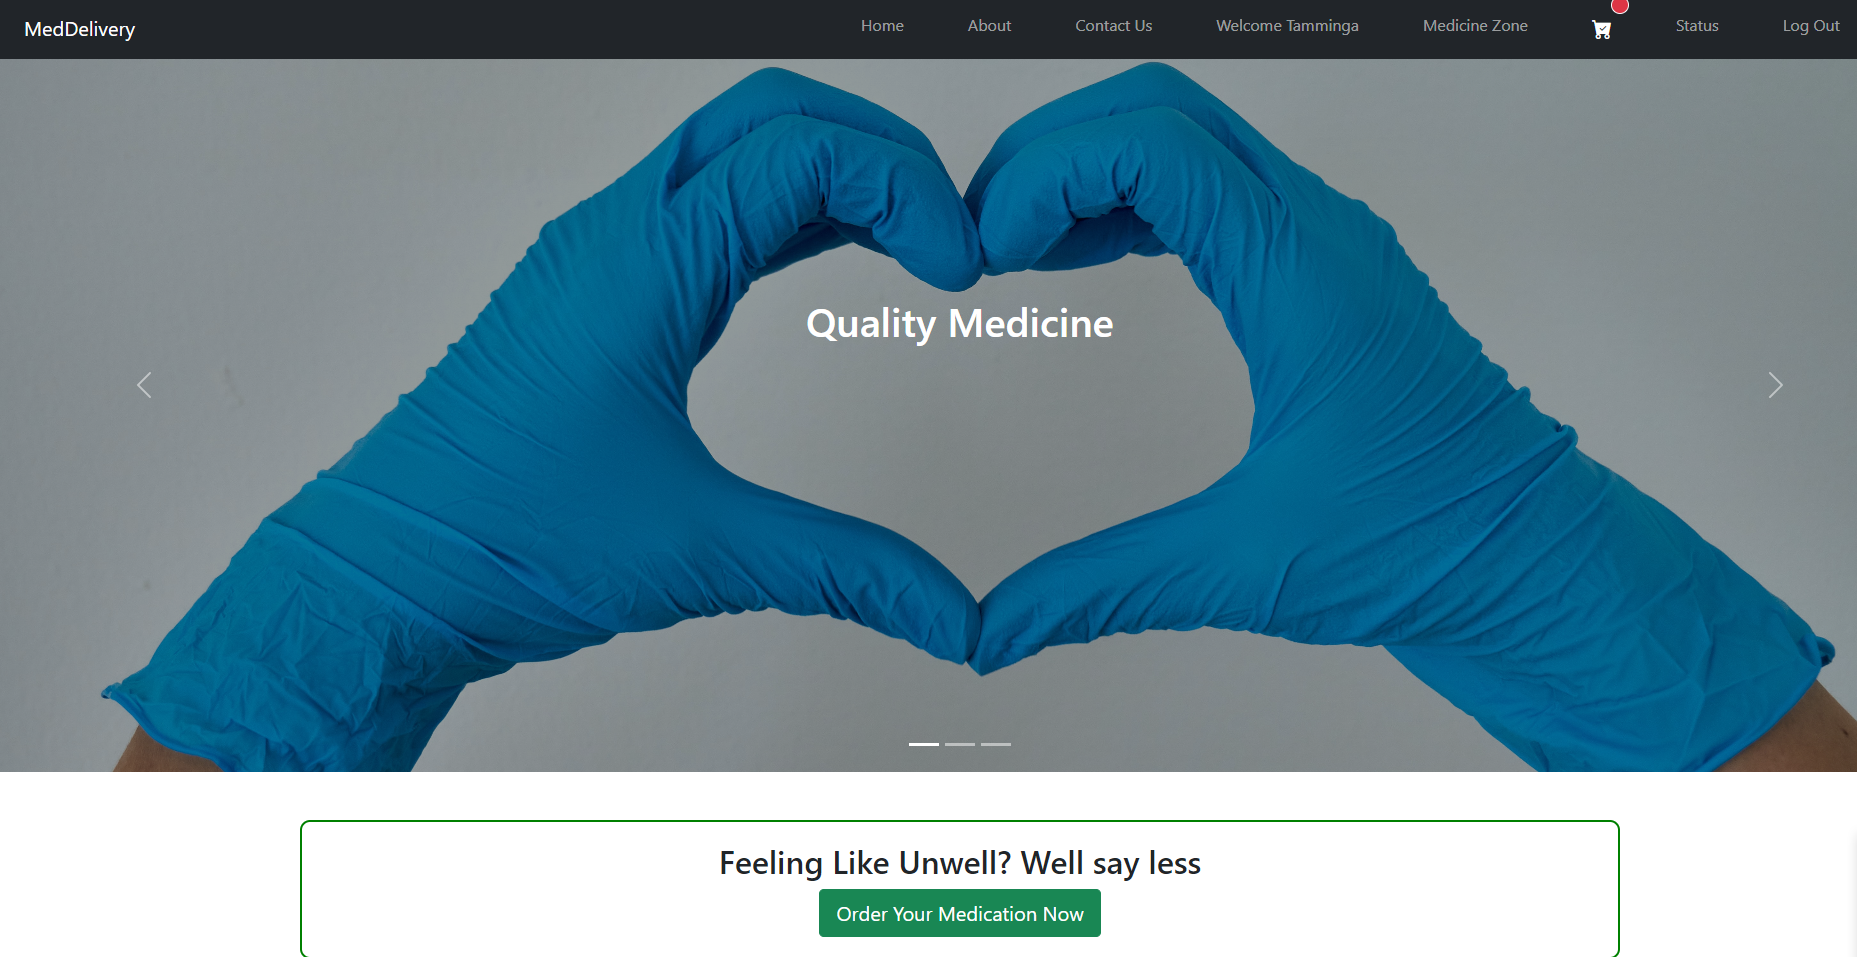 MedDelivery Home About Contact Us Welcome Tamminga Medicine Zone Status Log Out
Quality Medicine
Feeling Like Unwell? Well say less
Order Your Medication Now